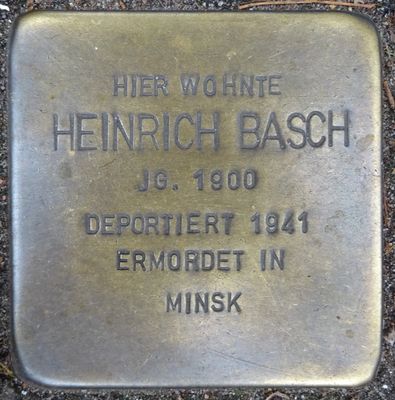 HIER WOHNTE
HEINRICH BASCH
JG. 1900
DEPORTIERT 1941
ERMORDET IN
MINSK